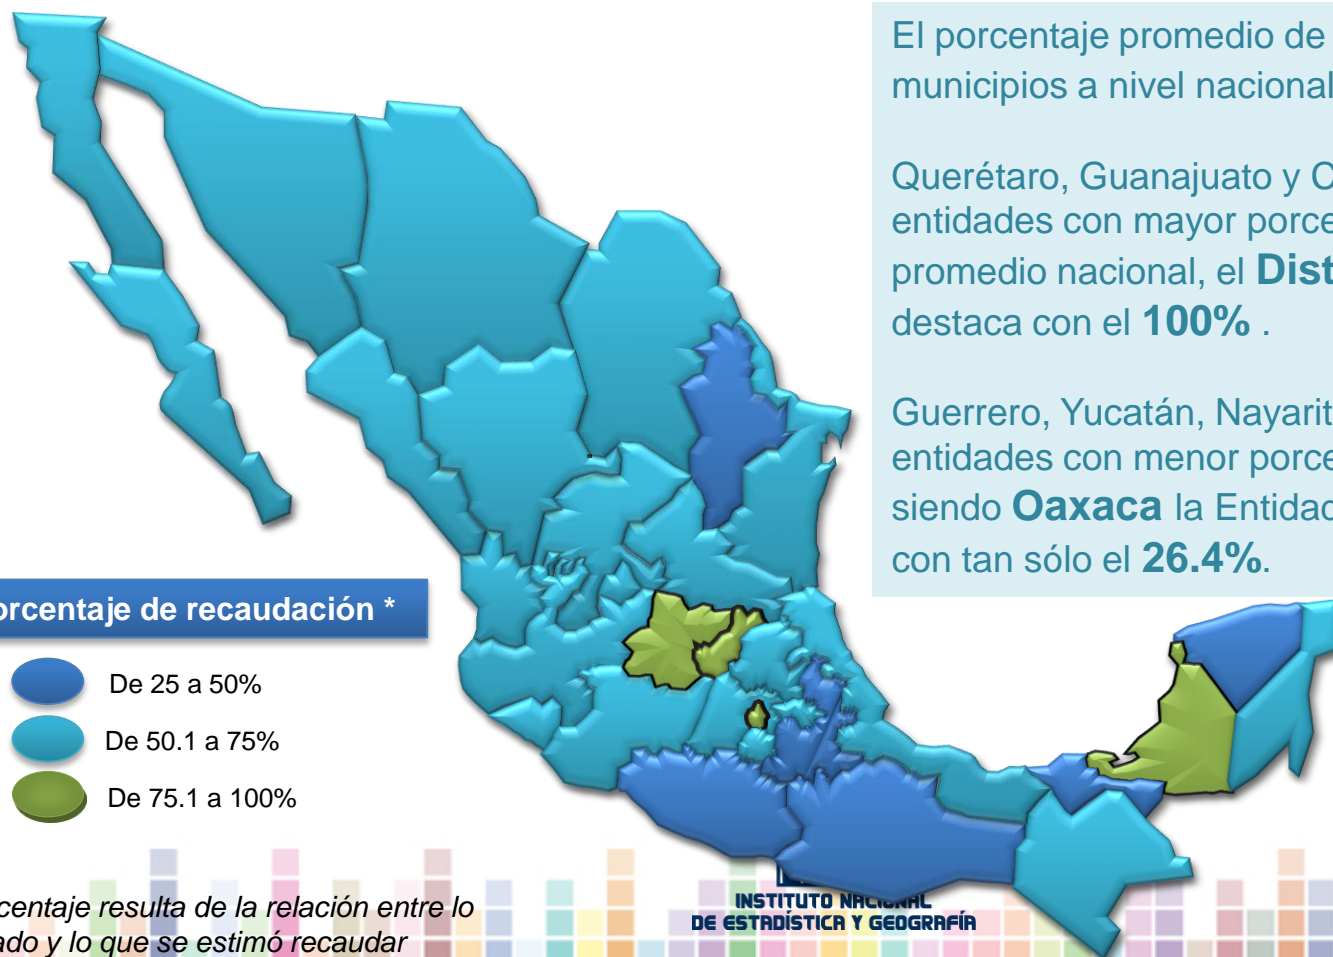 El porcentaje promedio de
municipios a nivel nacional
Querétaro, Guanajuato y C
entidades con mayor porce
promedio nacional, el Dist
destaca con el 100% .
Guerrero, Yucatán, Nayarit
entidades con menor porce
siendo Oaxaca la Entidad
con tan sólo el 26.4%.
orcentaje de recaudación *
De 25 a 50%
De 50.1 a 75%
De 75.1 a 100%
centaje resulta de la relación entre lo
ado y lo que se estimó recaudar
INSTITUTO NACIONAL
DE ESTADÍSTICA Y GEOGRAFÍA